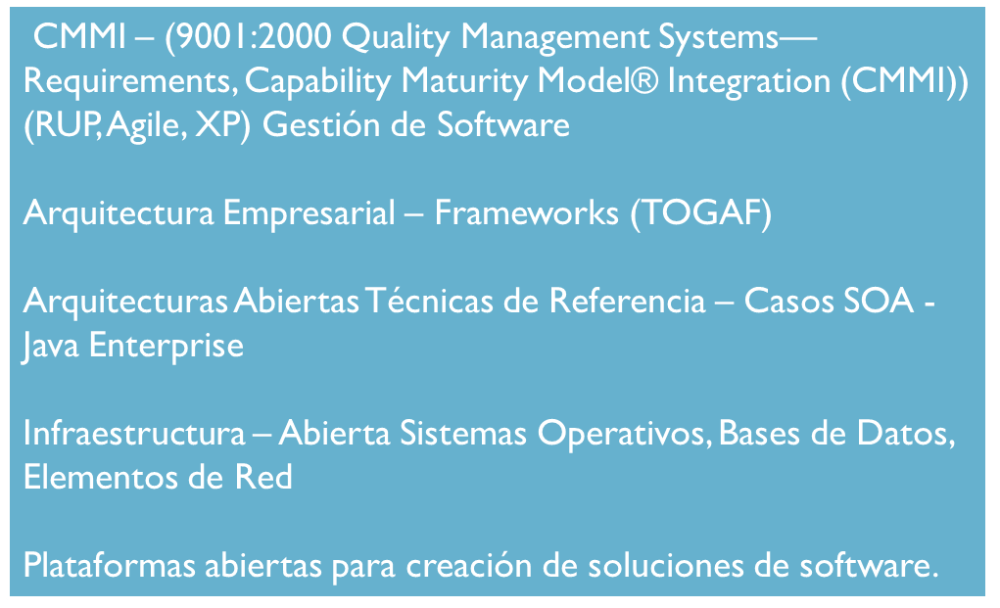 CMMI – (9001:2000 Quality Management Systems—
Requirements, Capability Maturity Model® Integration (CMMI))
(RUP, Agile, XP) Gestión de Software
Arquitectura Empresarial – Frameworks (TOGAF)
Arquitecturas Abiertas Técnicas de Referencia – Casos SOA -
Java Enterprise
Infraestructura – Abierta Sistemas Operativos, Bases de Datos,
Elementos de Red
Plataformas abiertas para creación de soluciones de software.